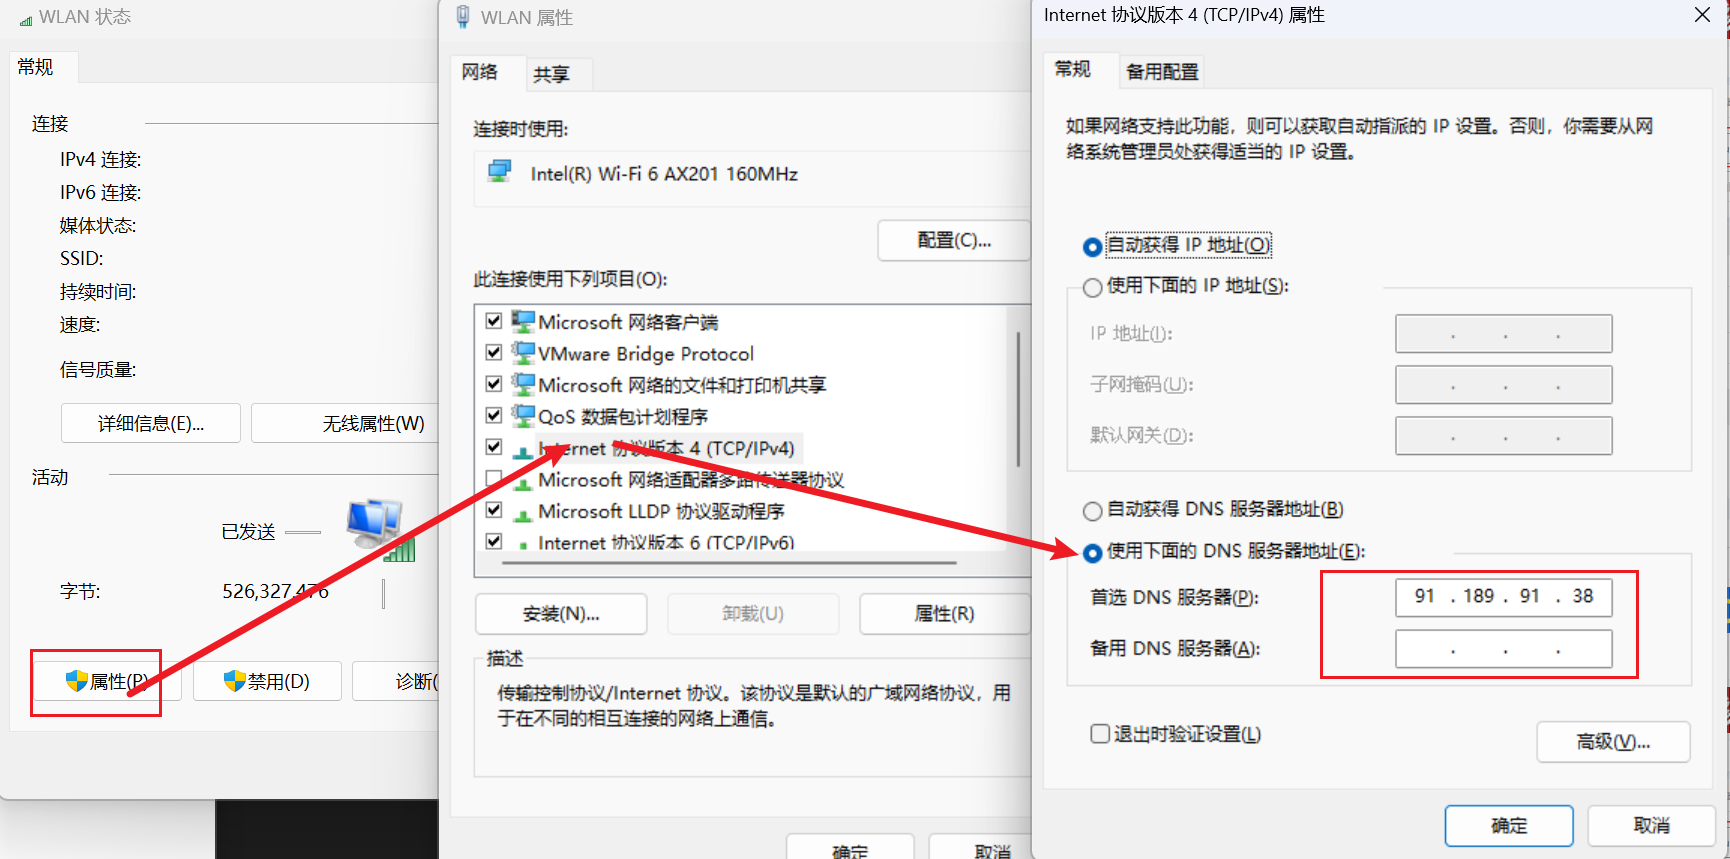 WLAN 状态
常规
连接
IPv4 连接:
IPv6 连接:
媒体状态:
SSID:
持续时间:
速度:
信号质量:
详细信息(E)...
无线属性(W)
活动
已发送
字节:
526,327,476
属性(P)
禁用(D)
诊断(
WLAN 属性
网络
共享
连接时使用:
Intel(R) Wi-Fi 6 AX201 160MHz
配置(C)...
此连接使用下列项目(O):
Microsoft 网络客户端
VMware Bridge Protocol
Microsoft 网络的文件和打印机共享
QoS 数据包计划程序
Internet 协议版本 4 (TCP/IPv4)
Microsoft 网络适配器多路传送器协议
Microsoft LLDP 协议驱动程序
Internet 协议版本 6 (TCP/IPv6)
安装(N)...
卸载(U)
属性(R)
描述
传输控制协议/Internet 协议。该协议是默认的广域网络协议，用
于在不同的相互连接的网络上通信。
确定
取消
Internet 协议版本 4 (TCP/IPv4) 属性
常规
备用配置
如果网络支持此功能，则可以获取自动指派的 IP 设置。否则，你需要从网
络系统管理员处获得适当的 IP 设置。
自动获得 IP 地址(O)
使用下面的 IP 地址(S):
IP 地址(I):
. . .
子网掩码(U):
. . .
默认网关(D):
. . .
自动获得 DNS 服务器地址(B)
使用下面的 DNS 服务器地址(E):
首选 DNS 服务器(P):
91 . 189 . 91 . 38
备用 DNS 服务器(A):
. . .
退出时验证设置(L)
高级(V)...
确定
取消